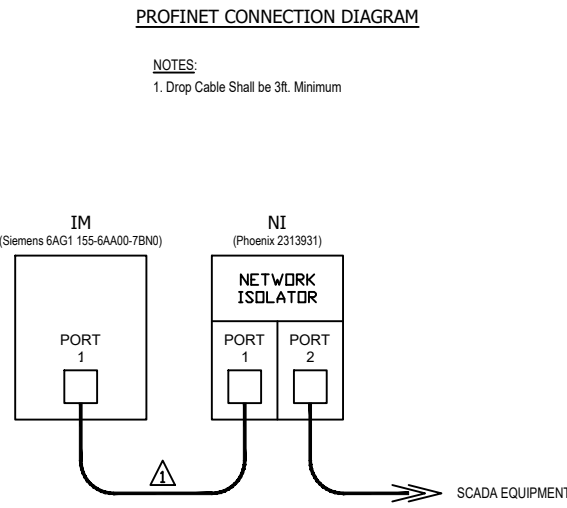 PROFINET CONNECTION DIAGRAM
NOTES:
1. Drop Cable Shall be 3ft. Minimum
IM
(Siemens 6AG1 155-6AA00-7BN0)
NI
(Phoenix 2313931)
NETWORK
ISOLATOR
PORT
1
PORT
1
PORT
2
1
SCADA EQUIPMENT